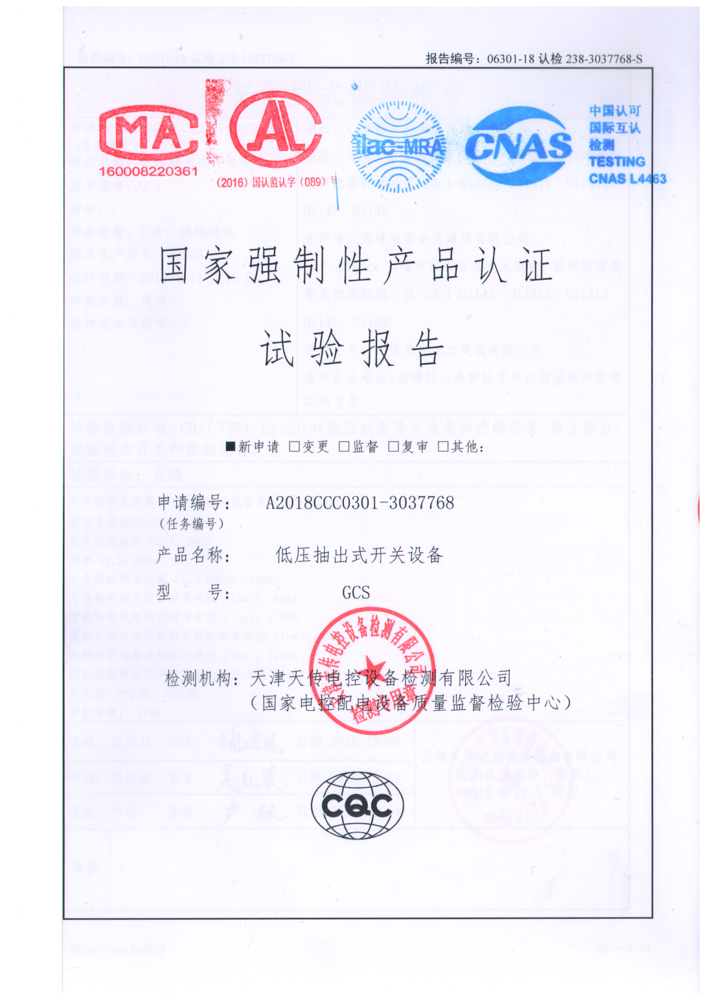 报告编号：06301-18 认检 238-3037768-S
MA
160008220361
AL
(2016) 国认监认字 (089) 号
ilac-MRA
CNAS
中国认可
国际互认
检测
TESTING
CNAS L4463
国家强制性产品认证
试验报告
■新申请 □变更 □监督 □复审 □其他：
申请编号： A2018CCC0301-3037768
（任务编号）
产品名称： 低压抽出式开关设备
型 号： GCS
检测机构：天津天传电控设备检测有限公司
（国家电控配电设备质量监督检验中心）
天津天传电控设备检测有限公司
检测专用章
CQC